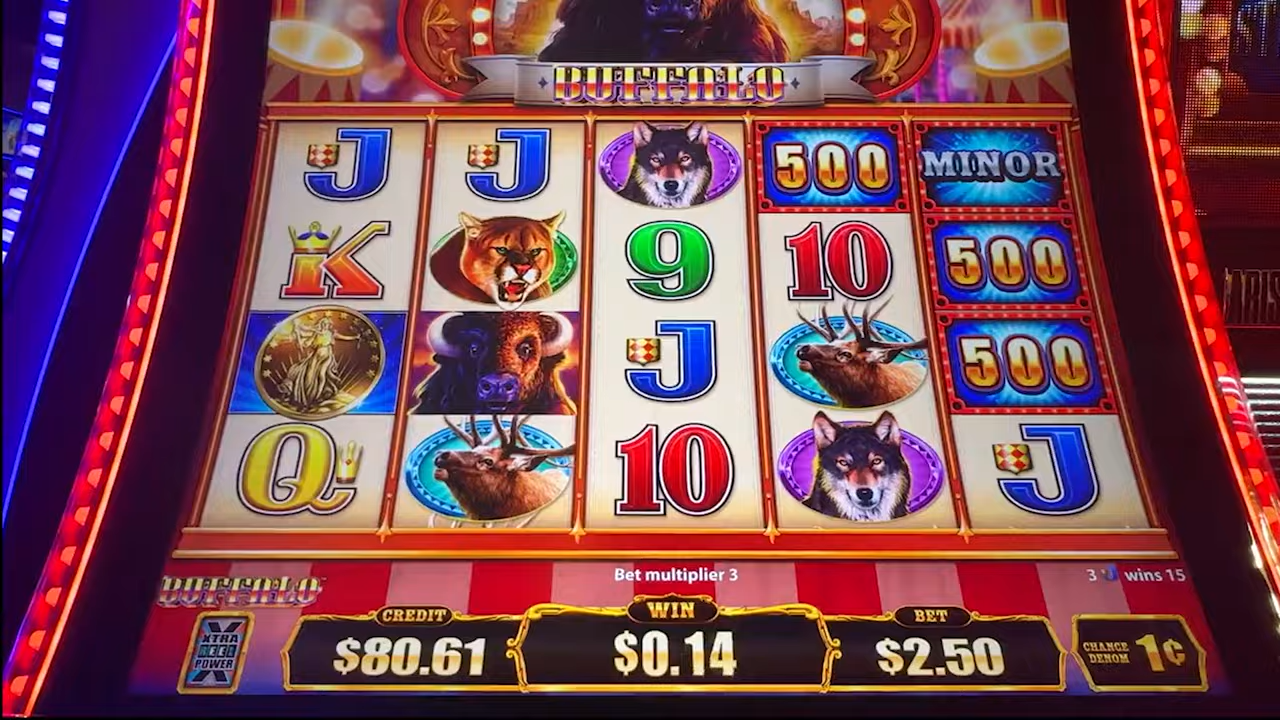 BUFFALO
J J 500 MINOR
K 9 10 500
J 500
Q 10 J
Bet multiplier 3
3 J wins 15
BUFFALO
XTRA
REEL
POWER
CREDIT
WIN
BET
$80.61
$0.14
$2.50
CHANGE
DENOM
1¢